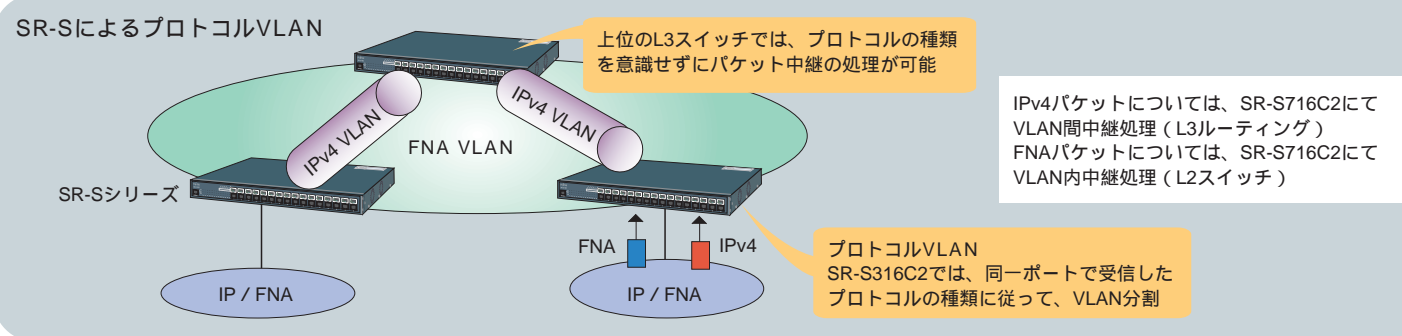 SR-SによるプロトコルVLAN
上位のL3スイッチでは、プロトコルの種類
を意識せずにパケット中継の処理が可能
IPv4 VLAN
IPv4 VLAN
FNA VLAN
IPv4パケットについては、SR-S716C2にて
VLAN間中継処理（L3ルーティング）
FNAパケットについては、SR-S716C2にて
VLAN内中継処理（L2スイッチ）
SR-Sシリーズ
FNA
IPv4
プロトコルVLAN
SR-S316C2では、同一ポートで受信した
プロトコルの種類に従って、VLAN分割
IP / FNA
IP / FNA